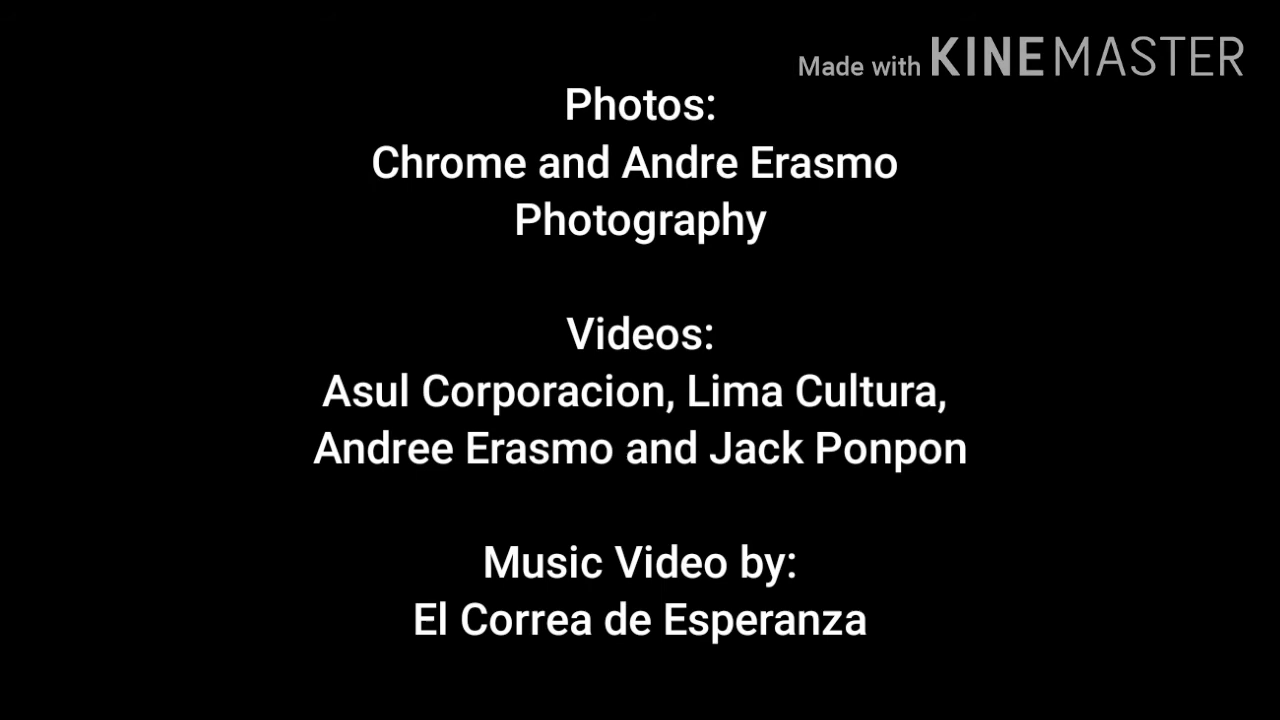 Made with KINEMASTER
Photos:
Chrome and Andre Erasmo
Photography
Videos:
Asul Corporacion, Lima Cultura,
Andree Erasmo and Jack Ponpon
Music Video by:
El Correa de Esperanza